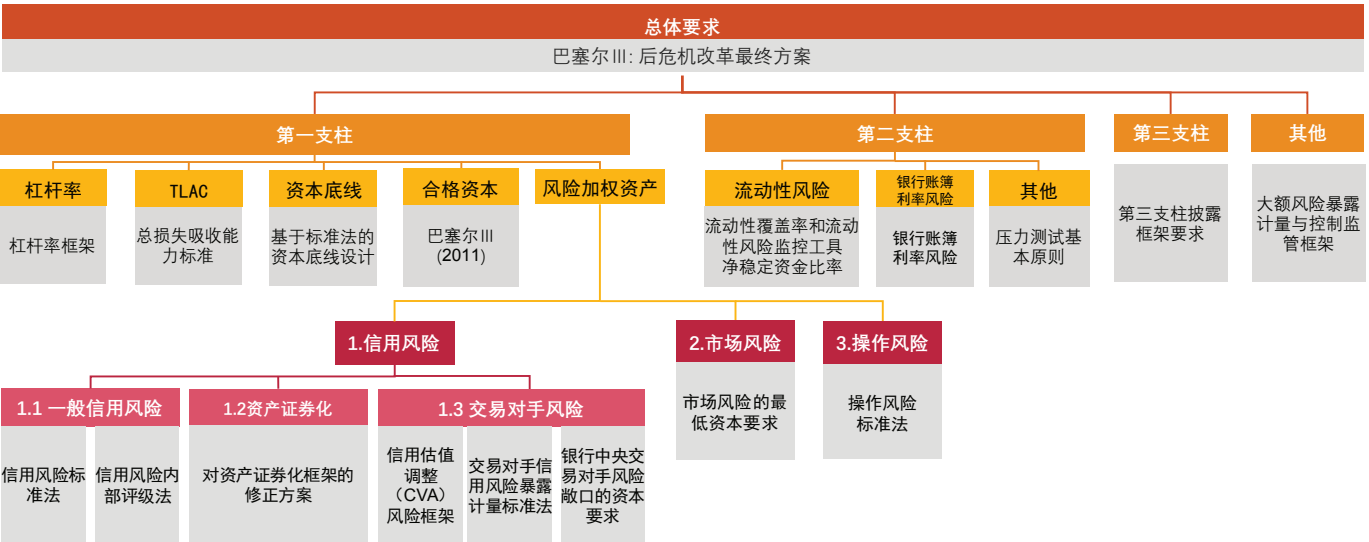 总体要求
巴塞尔Ⅲ: 后危机改革最终方案
第一支柱
第二支柱
第三支柱
其他
杠杆率
TLAC
资本底线
合格资本
风险加权资产
流动性风险
银行账簿
利率风险
其他
杠杆率框架
总损失吸收能
力标准
基于标准法的
资本底线设计
巴塞尔Ⅲ
(2011)
流动性覆盖率和流动
性风险监控工具
净稳定资金比率
银行账簿
利率风险
压力测试基
本原则
第三支柱披露
框架要求
大额风险暴露
计量与控制监
管框架
1.信用风险
2.市场风险
3.操作风险
市场风险的最
低资本要求
操作风险
标准法
1.1 一般信用风险
1.2资产证券化
1.3 交易对手风险
信用风险标
准法
信用风险内
部评级法
对资产证券化框架的
修正方案
信用估值
调整
（CVA）
风险框架
交易对手信
用风险暴露
计量标准法
银行中央交
易对手风险
敞口的资本
要求